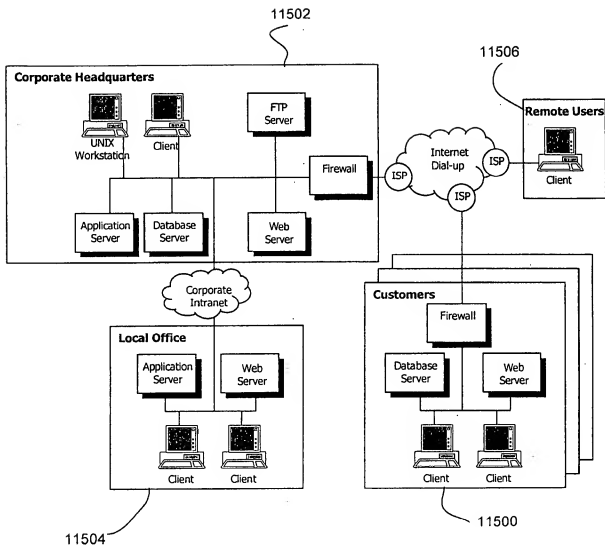 11502
11506
Corporate Headquarters
UNIX
Workstation
Client
FTP
Server
Firewall
Application
Server
Database
Server
Web
Server
ISP
Internet
Dial-up
ISP
ISP
Remote Users
Client
Corporate
Intranet
Local Office
Application
Server
Web
Server
Client
Client
Customers
Firewall
Database
Server
Web
Server
Client
Client
11504
11500